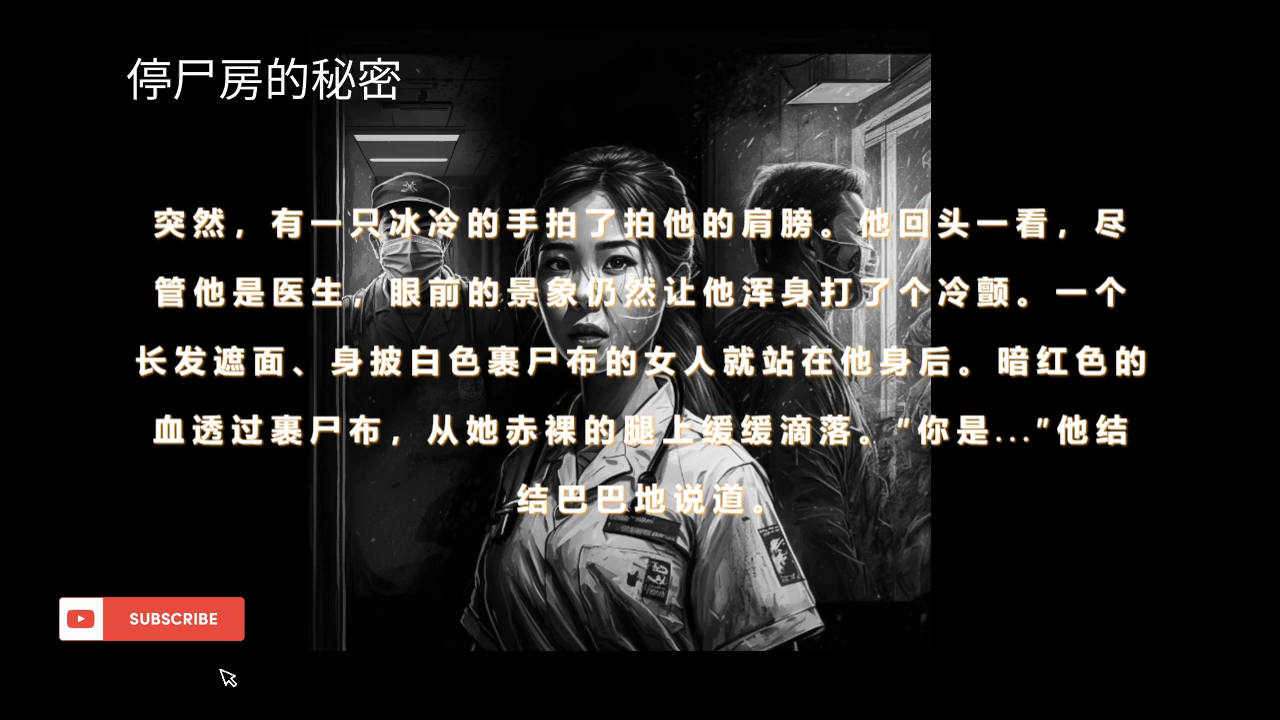 停尸房的秘密
突然，有一只冰冷的手拍了拍他的肩膀。他回头一看，尽
管他是医生，眼前的景象仍然让他浑身打了个冷颤。一个
长发遮面、身披白色裹尸布的女人就站在他身后。暗红色的
血透过裹尸布，从她赤裸的腿上缓缓滴落。"你是..."他结
结巴巴地说道。
SUBSCRIBE